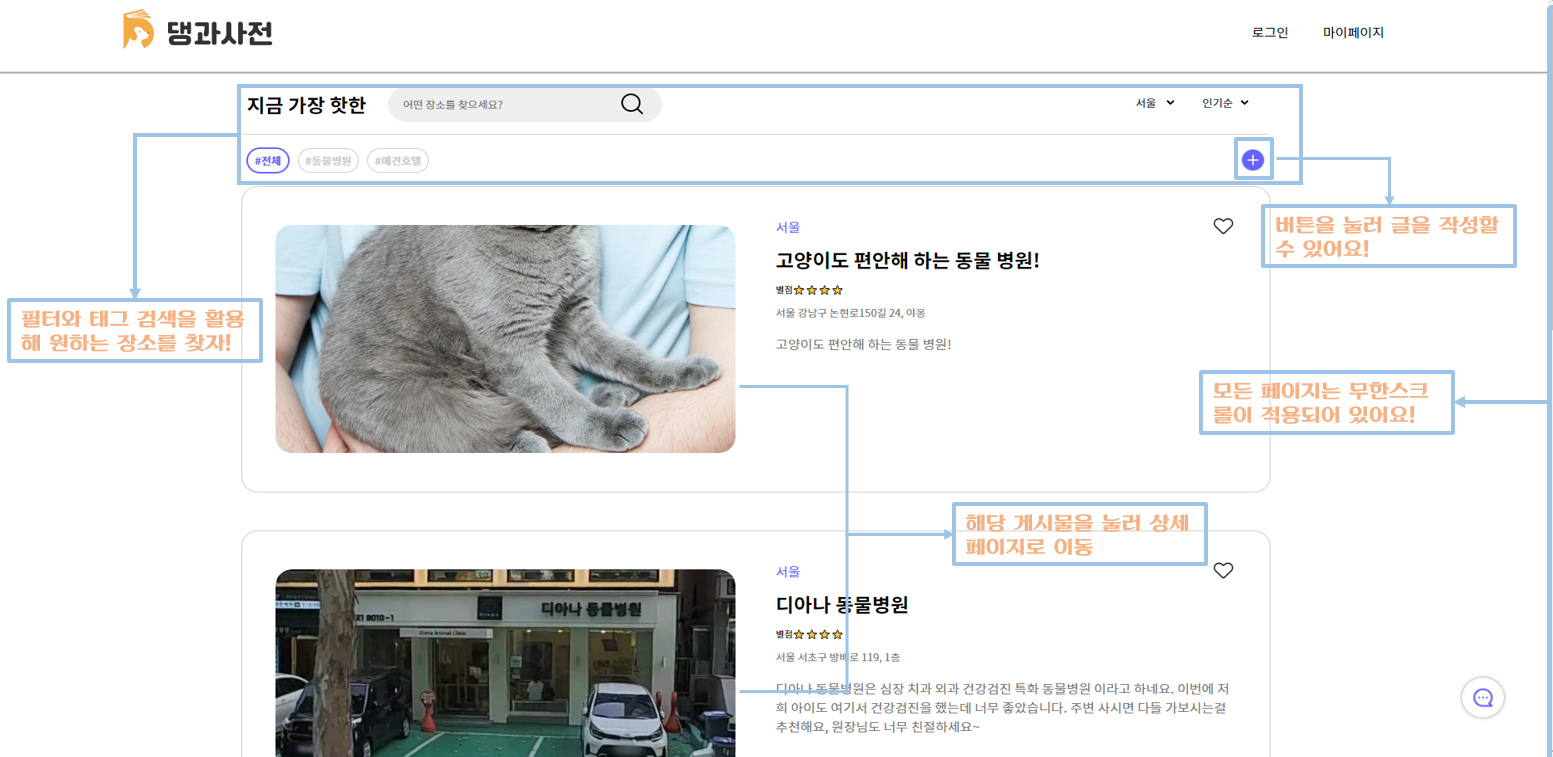 댕과사전
로그인 마이페이지
지금 가장 핫한
어떤 장소를 찾으세요?
서울
인기순
#전체
#동물병원
#애견호텔
버튼을 눌러 글을 작성할
수 있어요!
필터와 태그 검색을 활용
해 원하는 장소를 찾자!
서울
고양이도 편안해 하는 동물 병원!
별점
서울 강남구 논현로150길 24, 야옹
고양이도 편안해 하는 동물 병원!
모든 페이지는 무한스크
롤이 적용되어 있어요!
해당 게시물을 눌러 상세
페이지로 이동
디아나 동물병원
Diana Animal Clinic
서울
디아나 동물병원
별점
서울 서초구 방배로 119, 1층
디아나 동물병원은 심장 치과 외과 건강검진 특화 동물병원 이라고 하네요. 이번에 저
희 아이도 여기서 건강검진을 했는데 너무 좋았습니다. 주변 사시면 다들 가보시는걸
추천해요, 원장님도 너무 친절하세요~